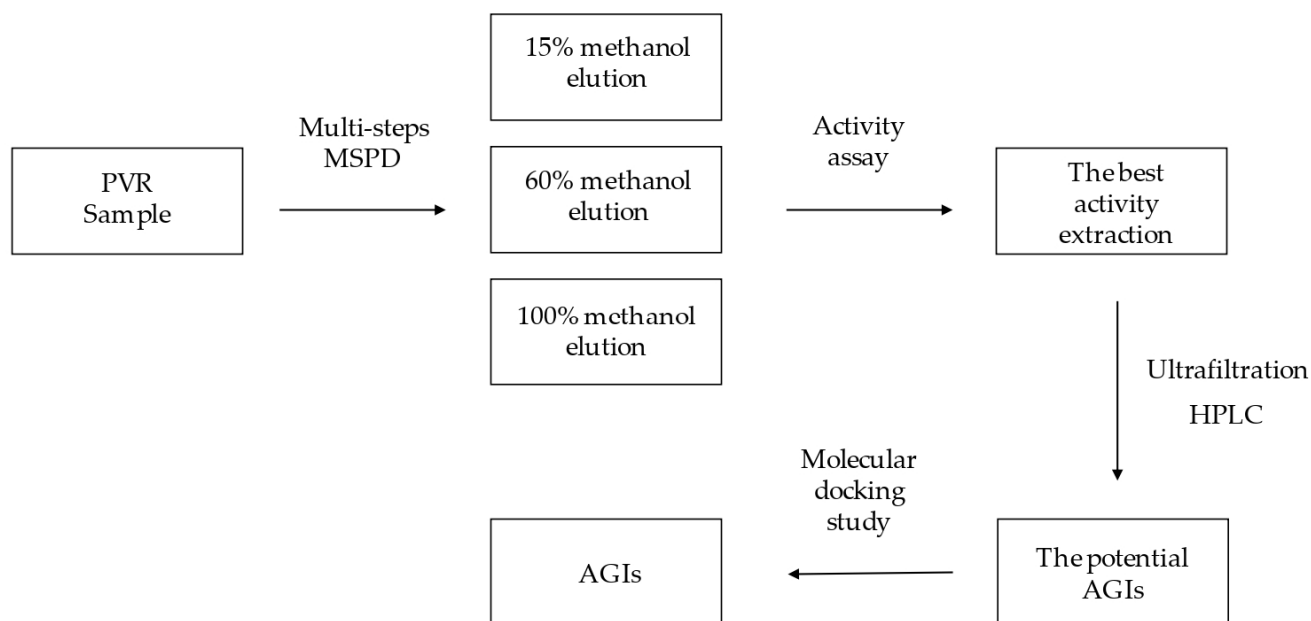 PVR
Sample
Multi-steps
MSPD
15% methanol
elution
60% methanol
elution
100% methanol
elution
Activity
assay
The best
activity
extraction
Ultrafiltration
HPLC
The potential
AGIs
Molecular
docking
study
AGIs